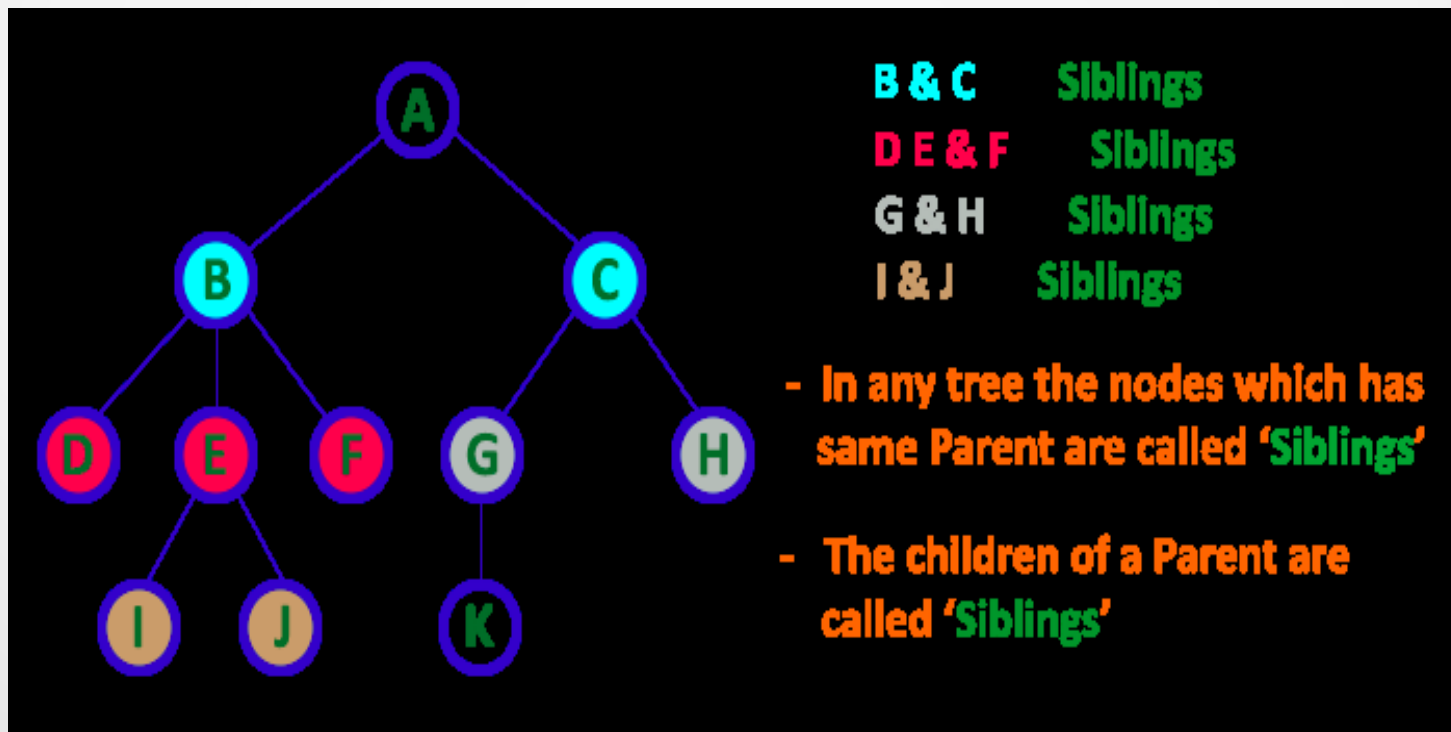 A
B & C Siblings
D E & F Siblings
G & H Siblings
I & J Siblings
B C
- In any tree the nodes which has
same Parent are called ‘Siblings’
D E F G H
- The children of a Parent are
called ‘Siblings’
I J K